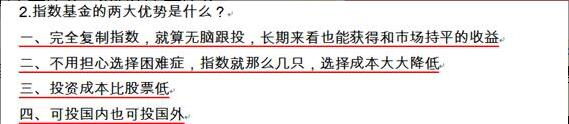 2.指数基金的两大优势是什么？
一、完全复制指数，就算无脑跟投，长期来看也能获得和市场持平的收益
二、不用担心选择困难症，指数就那么几只，选择成本大大降低
三、投资成本比股票低
四、可投国内也可投国外